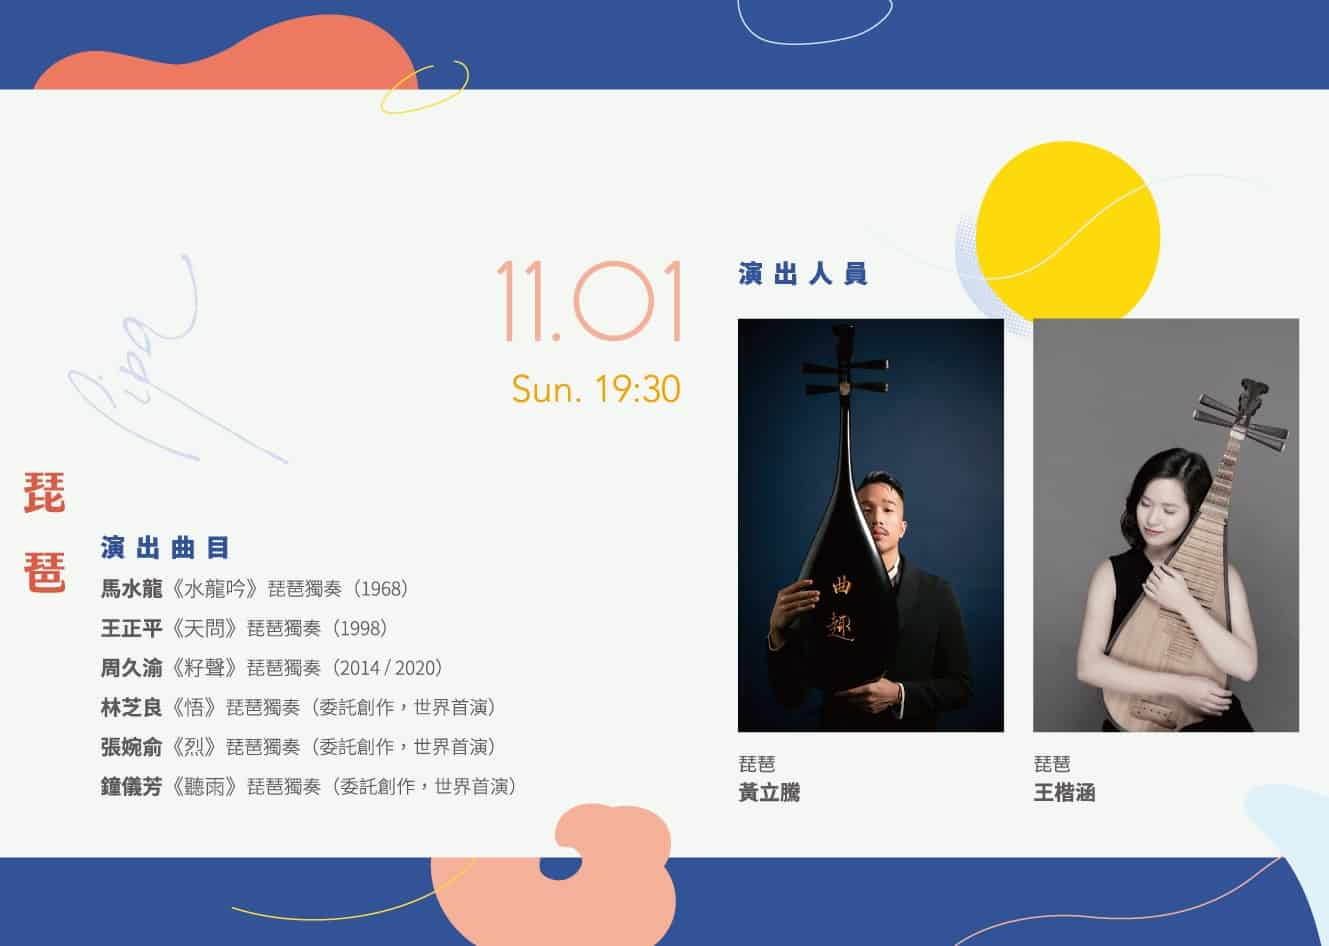 Pipa
琵琶
11.01
Sun. 19:30
演出曲目
馬水龍《水龍吟》琵琶獨奏（1968）
王正平《天問》琵琶獨奏（1998）
周久渝《籽聲》琵琶獨奏（2014 / 2020）
林芝良《悟》琵琶獨奏（委託創作，世界首演）
張婉俞《烈》琵琶獨奏（委託創作，世界首演）
鐘儀芳《聽雨》琵琶獨奏（委託創作，世界首演）
演出人員
曲趣
琵琶
黃立騰
琵琶
王楷涵